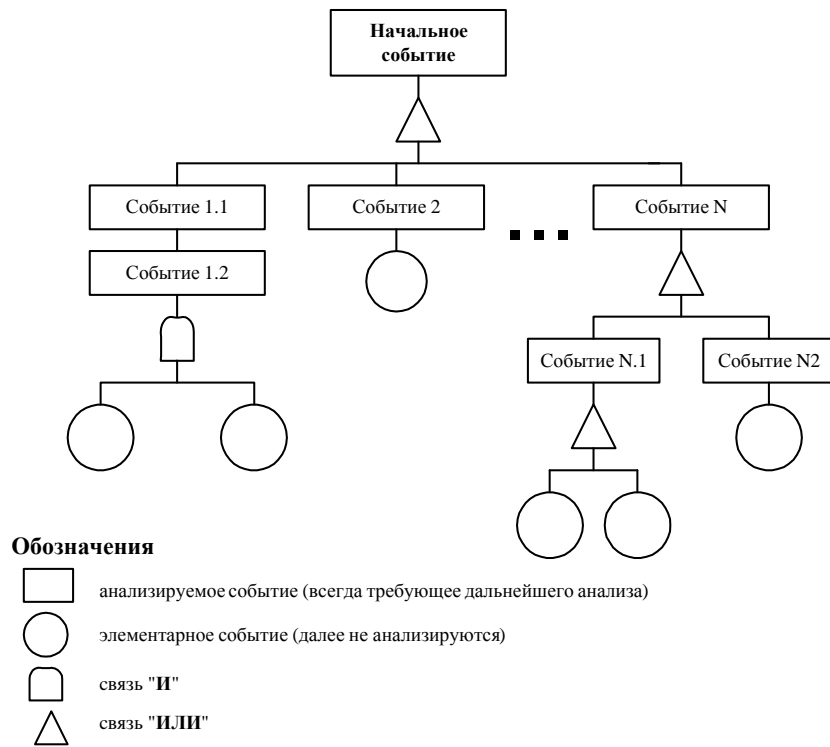 Начальное
событие
Событие 1.1
Событие 2
Событие N
Событие 1.2
Событие N.1
Событие N2
Обозначения
анализируемое событие (всегда требующее дальнейшего анализа)
элементарное событие (далее не анализируются)
связь "И"
связь "ИЛИ"